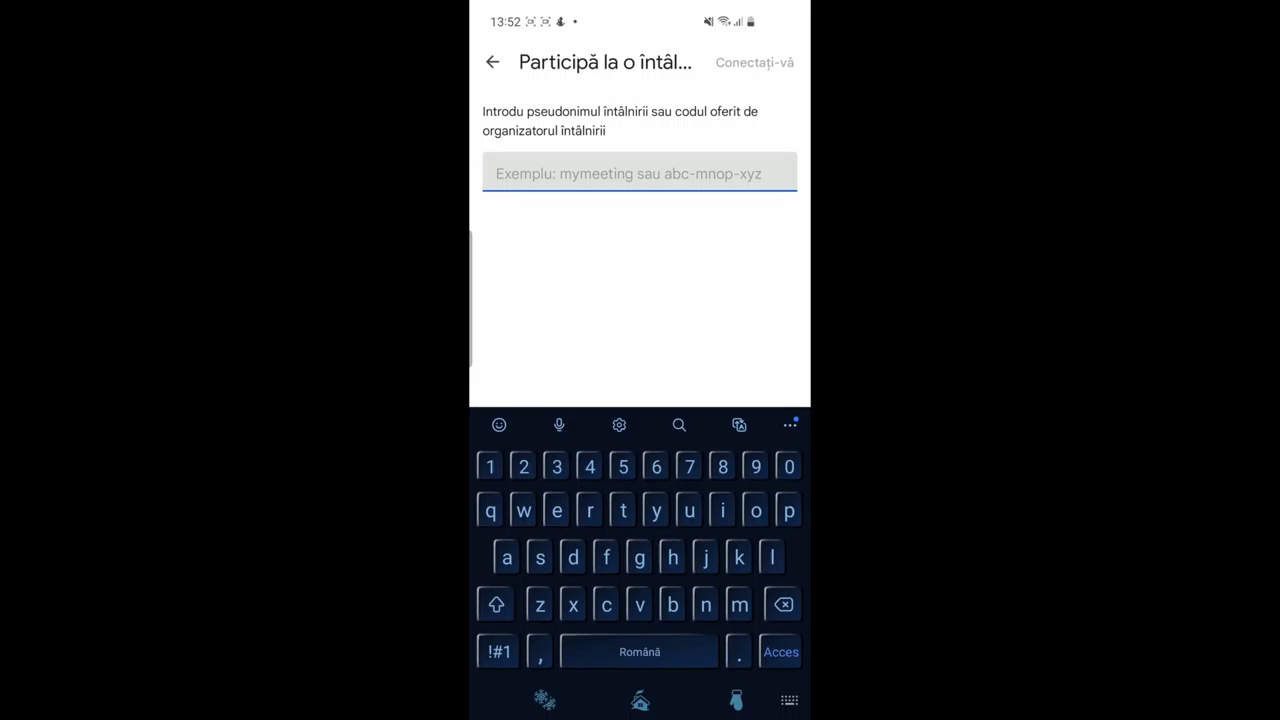 13:52
Participă la o întâl... Conectați-vă
Introdu pseudonimul întâlnirii sau codul oferit de
organizatorul întâlnirii
Exemplu: mymeeting sau abc-mnop-xyz
1 2 3 4 5 6 7 8 9 0
q w e r t y u i o p
a s d f g h j k l
z x c v b n m
!#1 , Română . Acces